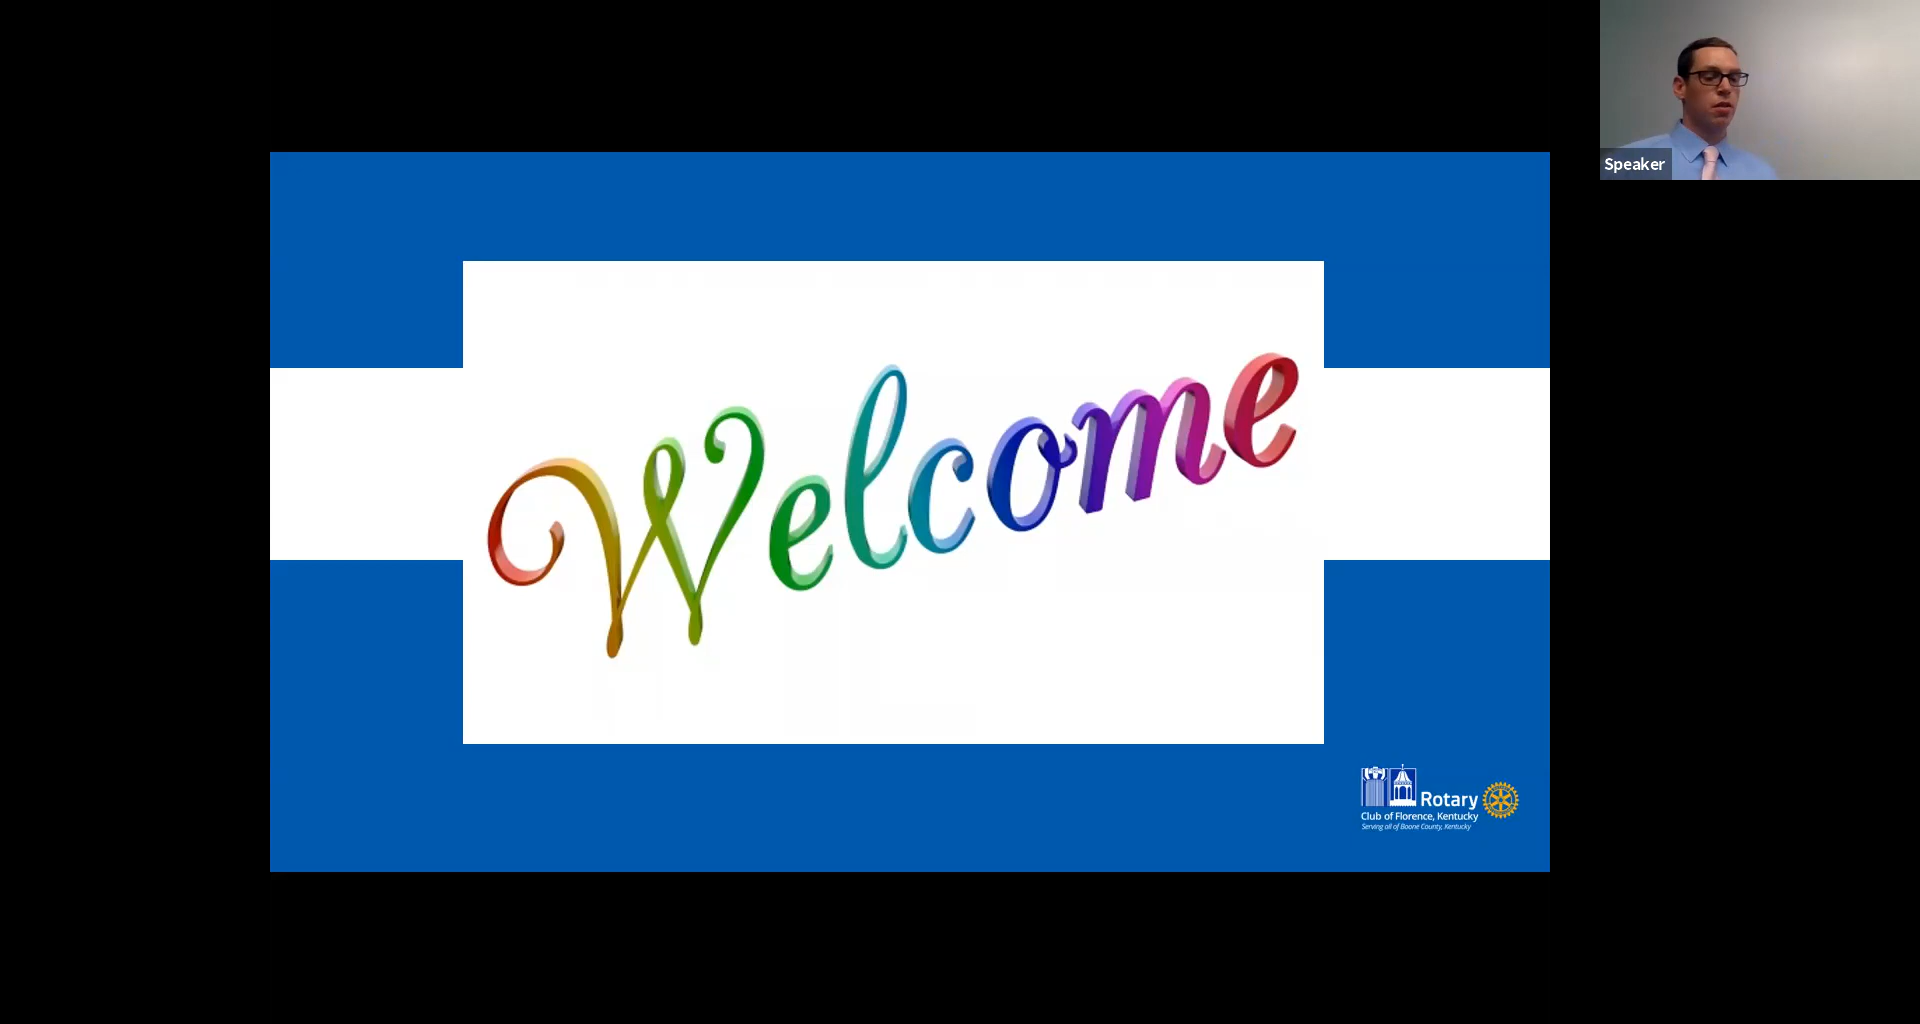 Speaker
Welcome
Rotary
Club of Florence, Kentucky
Serving all of Boone County, Kentucky